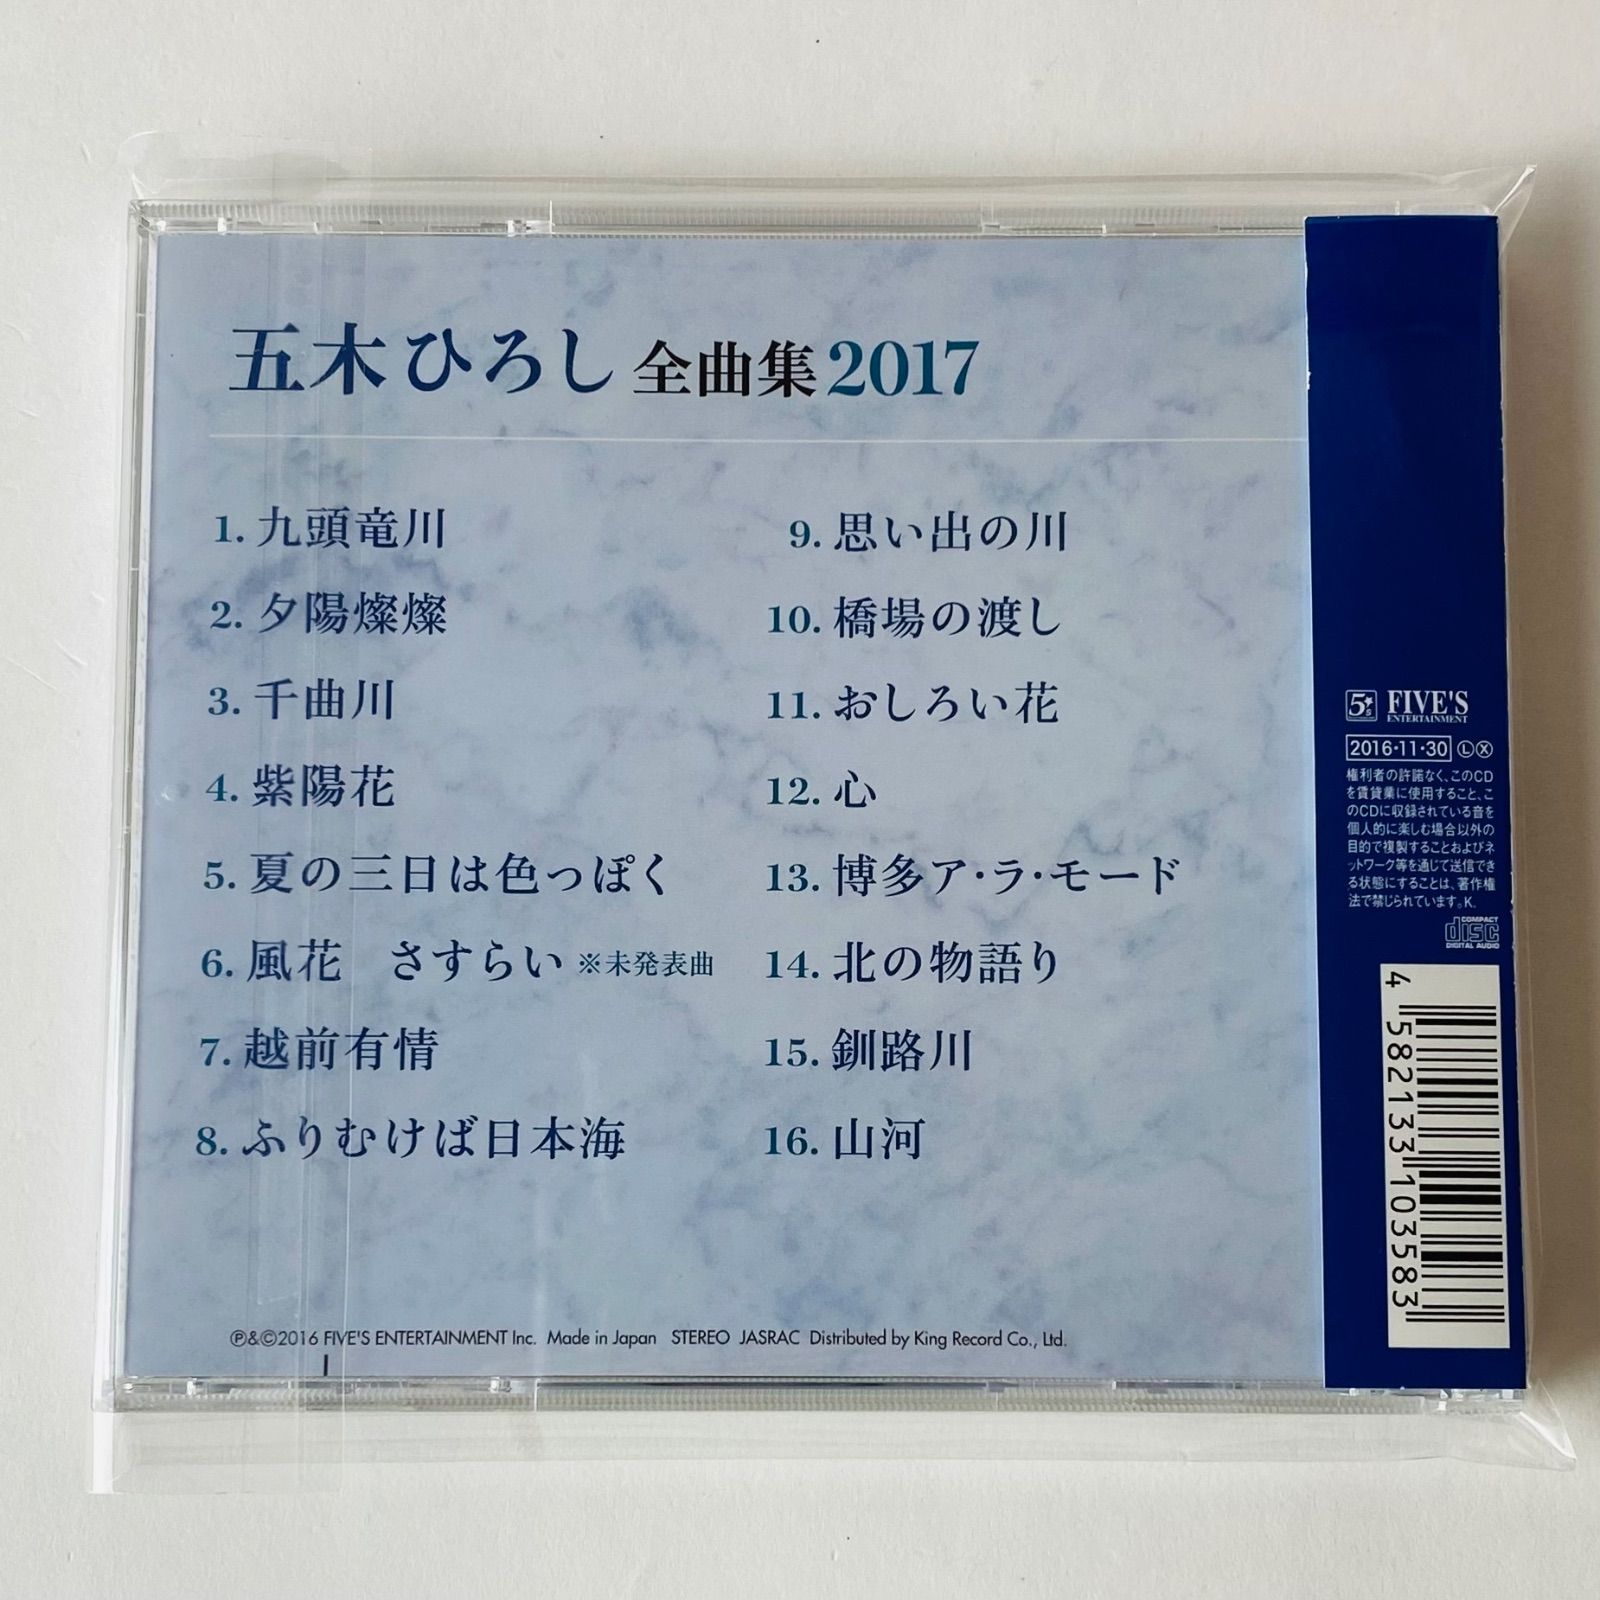 五木ひろし 全曲集2017
1. 九頭竜川
2. 夕陽燦燦
3. 千曲川
4. 紫陽花
5. 夏の三日は色っぽく
6. 風花　さすらい ※未発表曲
7. 越前有情
8. ふりむけば日本海
9. 思い出の川
10. 橋場の渡し
11. おしろい花
12. 心
13. 博多ア・ラ・モード
14. 北の物語り
15. 釧路川
16. 山河
Ⓟ&©2016 FIVE'S ENTERTAINMENT Inc. Made in Japan STEREO JASRAC Distributed by King Record Co., Ltd.
5's FIVE'S
ENTERTAINMENT
2016・11・30 Ⓛ Ⓧ
権利者の許諾なく、このCD
を賃貸業に使用すること、こ
のCDに収録されている音を
個人的に楽しむ場合以外の
目的で複製することおよびネ
ットワーク等を通じて送信でき
る状態にすることは、著作権
法で禁じられています。K.
COMPACT
disc
DIGITAL AUDIO
4 582133 103583